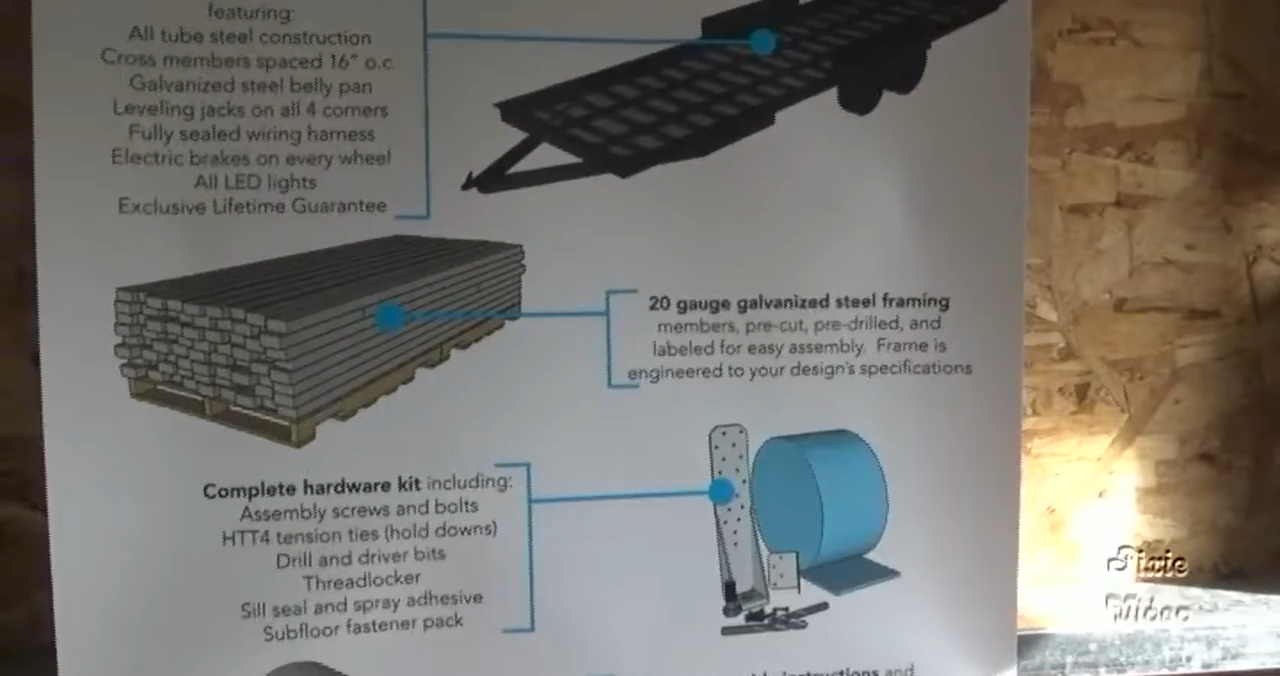 featuring:
All tube steel construction
Cross members spaced 16" o.c
Galvanized steel belly pan
Leveling jacks on all 4 corners
Fully sealed wiring harness
Electric brakes on every wheel
All LED lights
Exclusive Lifetime Guarantee
20 gauge galvanized steel framing
members, pre-cut, pre-drilled, and
labeled for easy assembly. Frame is
engineered to your design's specifications
Complete hardware kit including:
Assembly screws and bolts
HTT4 tension ties (hold downs)
Drill and driver bits
Threadlocker
Sill seal and spray adhesive
Subfloor fastener pack
instructions and
Dixie
Video